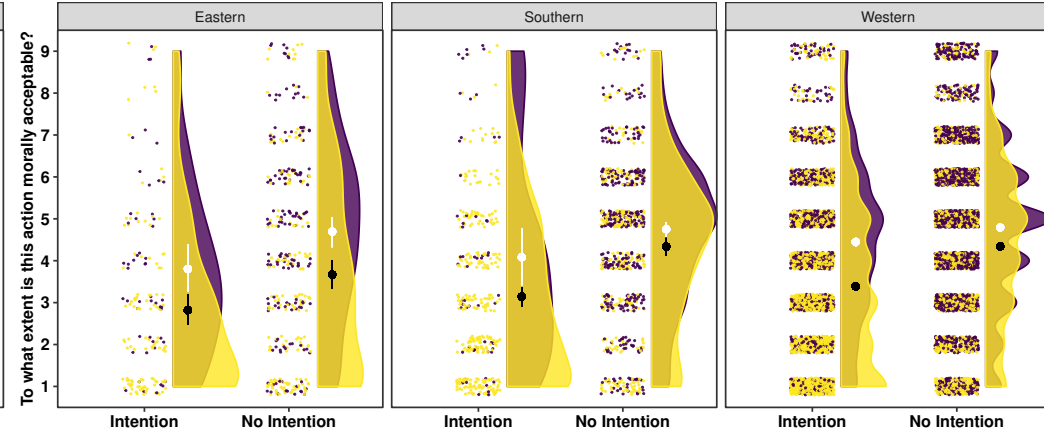 Eastern
Southern
Western
To what extent is this action morally acceptable?
9
8
7
6
5
4
3
2
1
Intention
No Intention
Intention
No Intention
Intention
No Intention